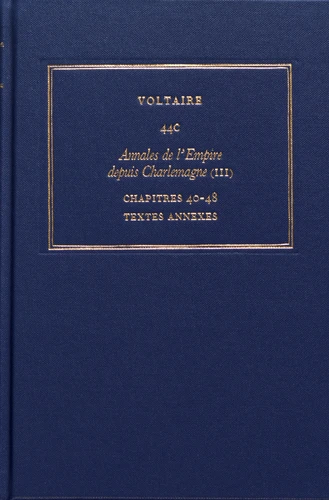 VOLTAIRE
44C
Annales de l'Empire
depuis Charlemagne (III)
CHAPITRES 40-48
TEXTES ANNEXES